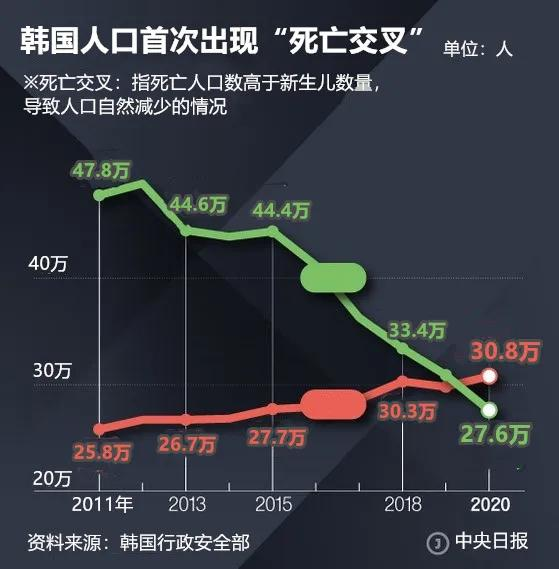 韩国人口首次出现“死亡交叉” 单位：人
※死亡交叉：指死亡人口数高于新生儿数量，
导致人口自然减少的情况
47.8万
44.6万
44.4万
40万
33.4万
30.8万
30万
30.3万
27.6万
25.8万
26.7万
27.7万
20万
2011年 2013 2015 2018 2020
资料来源：韩国行政安全部
J 中央日报